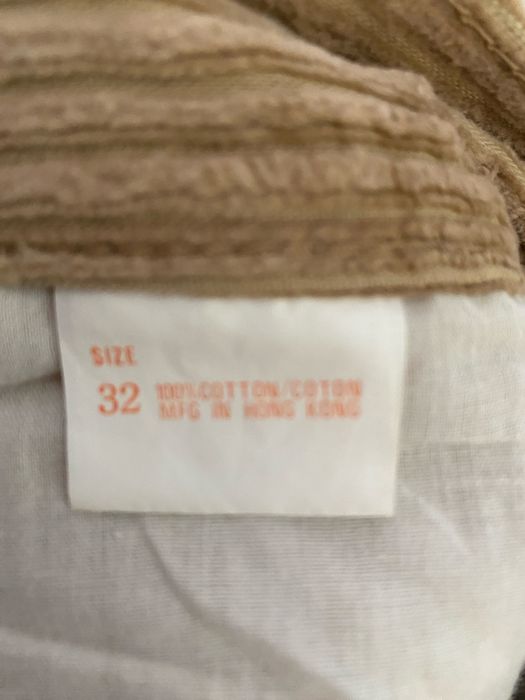 SIZE
32 100% COTTON/COTON
MFG IN HONG KONG